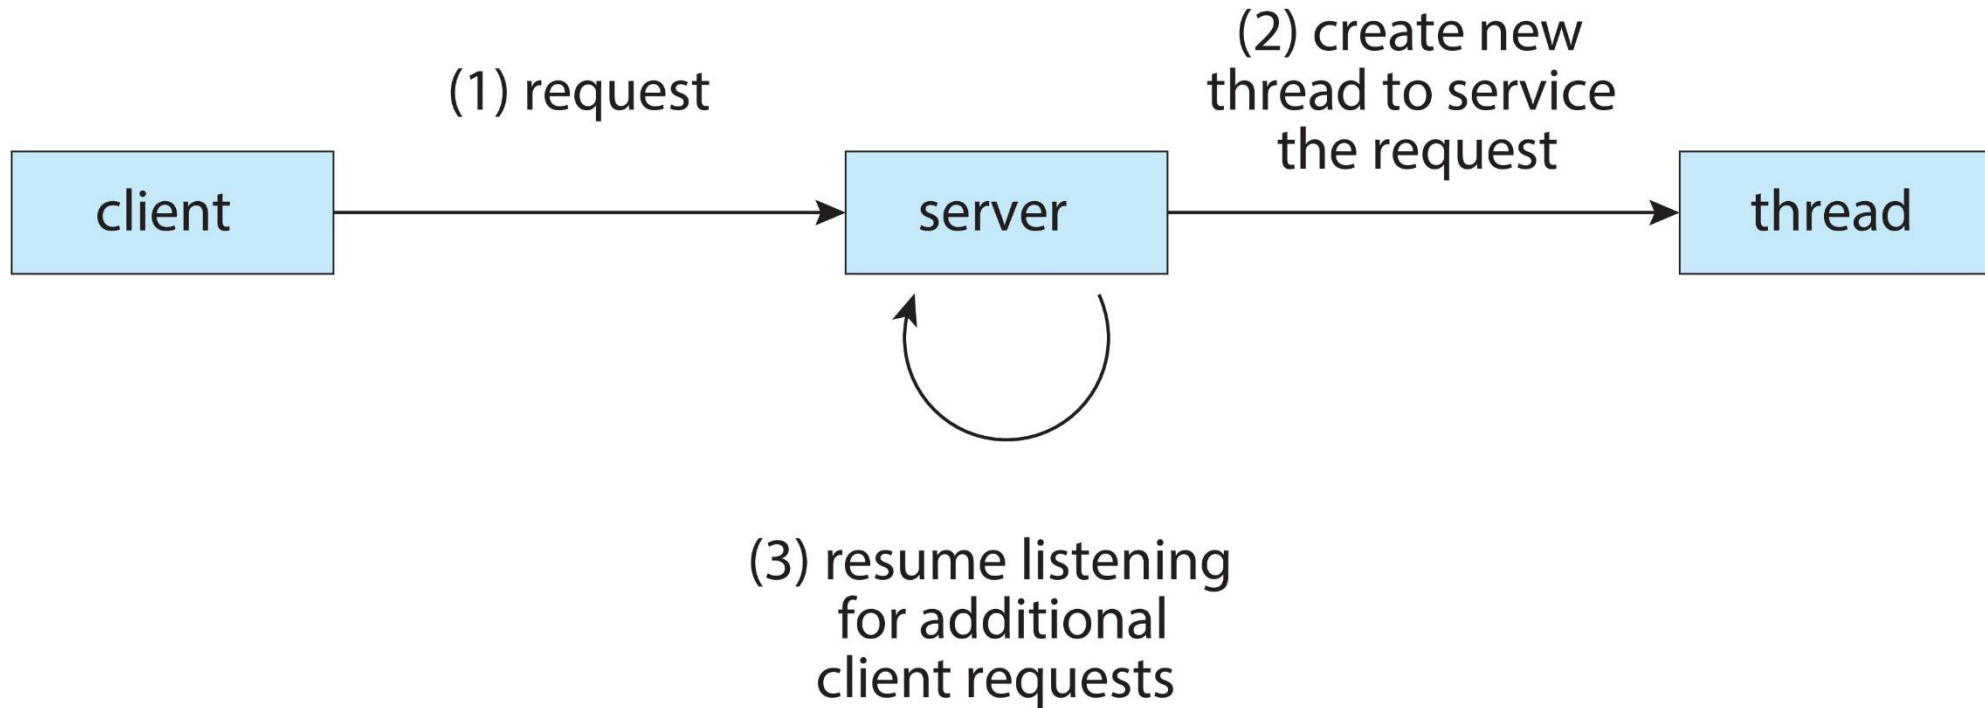 (1) request
(2) create new
thread to service
the request
client
server
thread
(3) resume listening
for additional
client requests